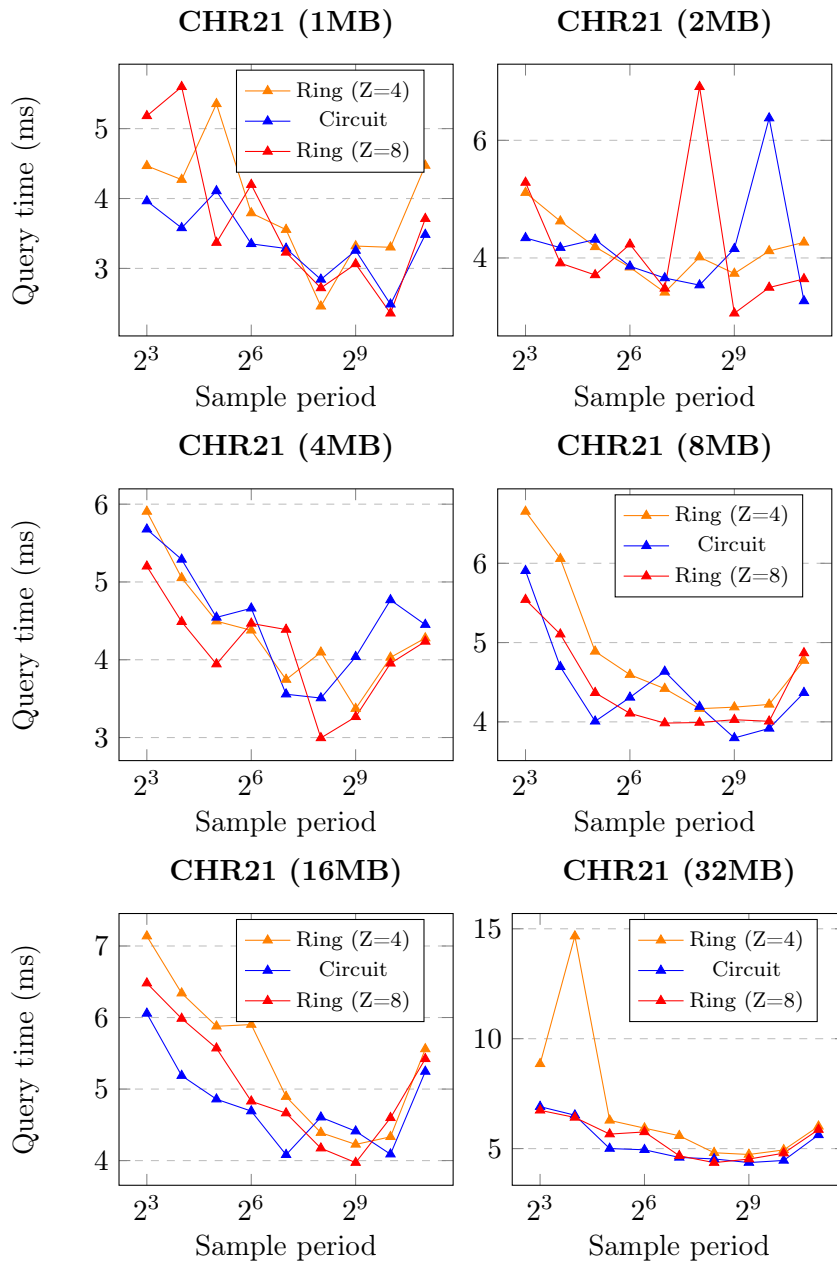 CHR21 (1MB)
CHR21 (2MB)
Query time (ms)
5
4
3
Ring (Z=4)
Circuit
Ring (Z=8)
6
4
2^3
2^6
2^9
2^3
2^6
2^9
Sample period
Sample period
CHR21 (4MB)
CHR21 (8MB)
Query time (ms)
6
5
4
3
6
5
4
Ring (Z=4)
Circuit
Ring (Z=8)
2^3
2^6
2^9
2^3
2^6
2^9
Sample period
Sample period
CHR21 (16MB)
CHR21 (32MB)
Query time (ms)
7
6
5
4
Ring (Z=4)
Circuit
Ring (Z=8)
15
10
5
Ring (Z=4)
Circuit
Ring (Z=8)
2^3
2^6
2^9
2^3
2^6
2^9
Sample period
Sample period